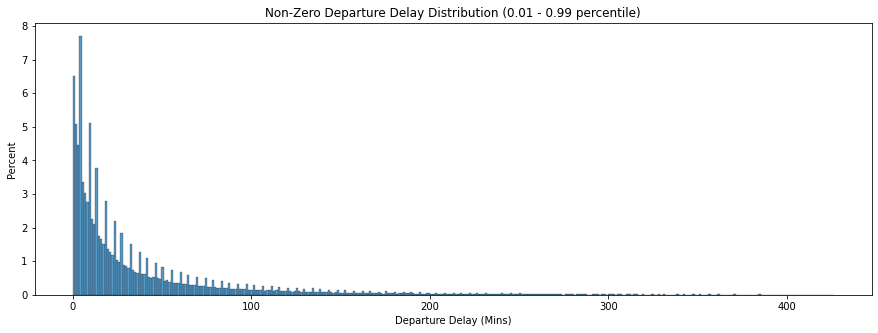 Non-Zero Departure Delay Distribution (0.01 - 0.99 percentile)
8
7
6
5
4
3
2
1
0
Percent
0 100 200 300 400
Departure Delay (Mins)